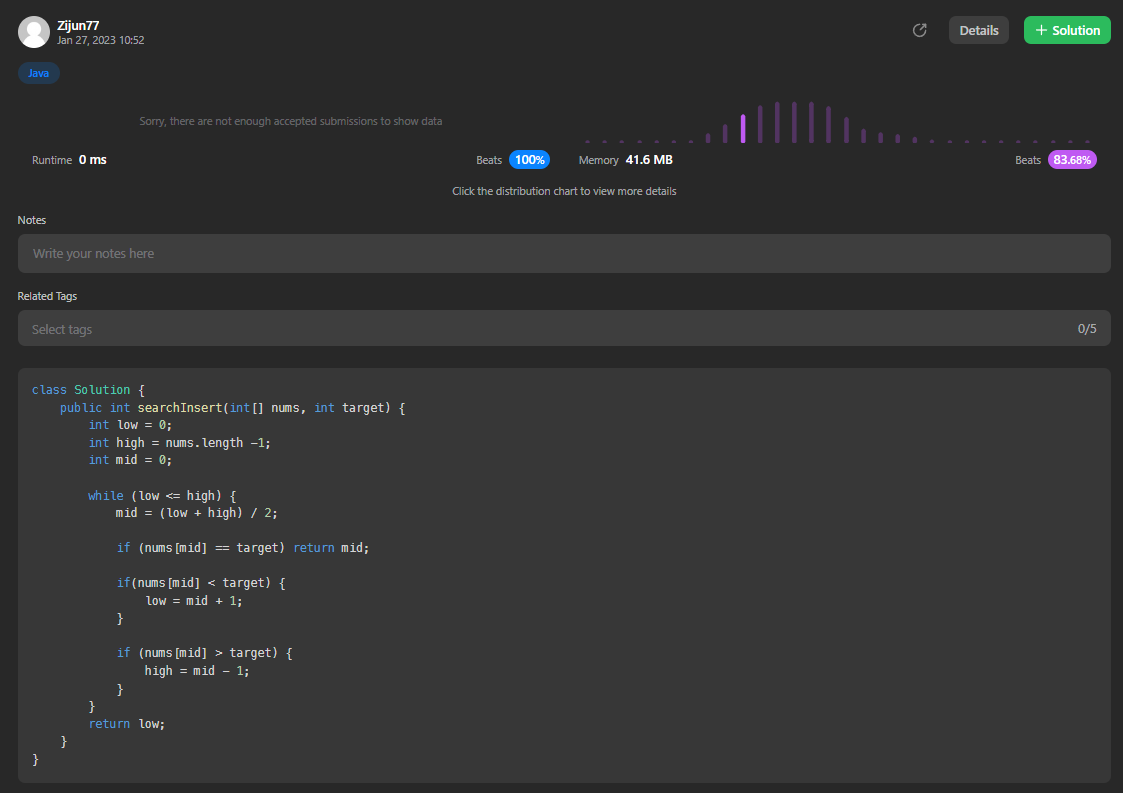 Zijun77
Jan 27, 2023 10:52
Details
+ Solution
Java
Sorry, there are not enough accepted submissions to show data
Runtime 0 ms
Beats 100%
Memory 41.6 MB
Beats 83.68%
Click the distribution chart to view more details
Notes
Write your notes here
Related Tags
Select tags
0/5
class Solution {
    public int searchInsert(int[] nums, int target) {
        int low = 0;
        int high = nums.length -1;
        int mid = 0;

        while (low <= high) {
            mid = (low + high) / 2;

            if (nums[mid] == target) return mid;

            if(nums[mid] < target) {
                low = mid + 1;
            }

            if (nums[mid] > target) {
                high = mid - 1;
            }
        }
        return low;
    }
}